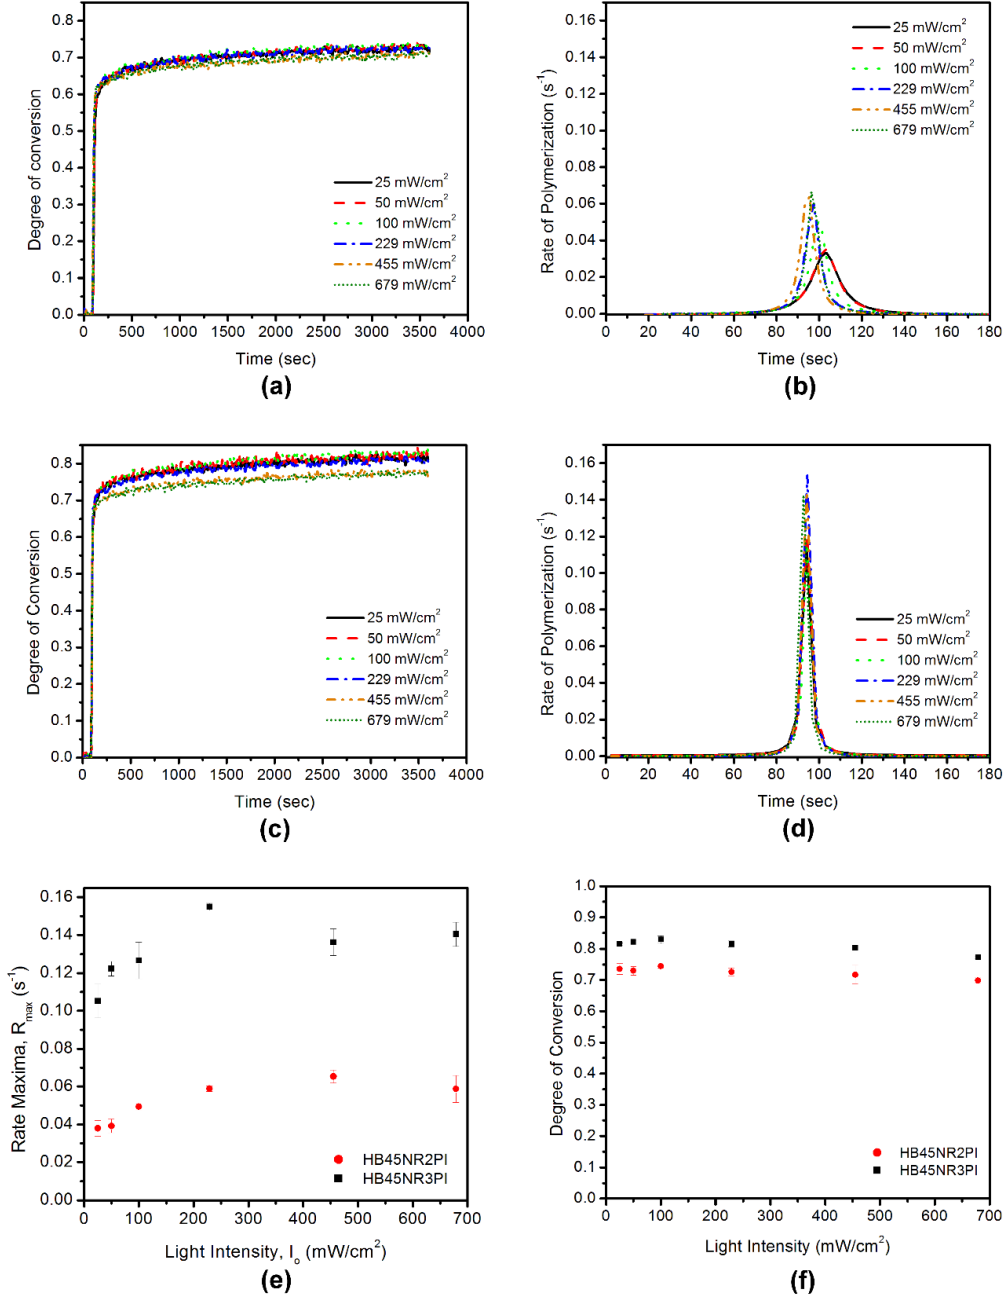 Degree of conversion
0.8
0.7
0.6
0.5
0.4
0.3
0.2
0.1
0.0
25 mW/cm²
50 mW/cm²
100 mW/cm²
229 mW/cm²
455 mW/cm²
679 mW/cm²
0 500 1000 1500 2000 2500 3000 3500 4000
Time (sec)
(a)
Rate of Polymerization (s⁻¹)
0.16
0.14
0.12
0.10
0.08
0.06
0.04
0.02
0.00
25 mW/cm²
50 mW/cm²
100 mW/cm²
229 mW/cm²
455 mW/cm²
679 mW/cm²
0 20 40 60 80 100 120 140 160 180
Time (sec)
(b)
Degree of Conversion
0.8
0.7
0.6
0.5
0.4
0.3
0.2
0.1
0.0
25 mW/cm²
50 mW/cm²
100 mW/cm²
229 mW/cm²
455 mW/cm²
679 mW/cm²
0 500 1000 1500 2000 2500 3000 3500 4000
Time (sec)
(c)
Rate of Polymerization (s⁻¹)
0.16
0.14
0.12
0.10
0.08
0.06
0.04
0.02
0.00
25 mW/cm²
50 mW/cm²
100 mW/cm²
229 mW/cm²
455 mW/cm²
679 mW/cm²
0 20 40 60 80 100 120 140 160 180
Time (sec)
(d)
Rate Maxima, Rmax (s⁻¹)
0.16
0.14
0.12
0.10
0.08
0.06
0.04
0.02
0.00
HB45NR2PI
HB45NR3PI
0 100 200 300 400 500 600 700
Light Intensity, Io (mW/cm²)
(e)
Degree of Conversion
1.0
0.9
0.8
0.7
0.6
0.5
0.4
0.3
0.2
0.1
0.0
HB45NR2PI
HB45NR3PI
0 100 200 300 400 500 600 700
Light Intensity (mW/cm²)
(f)